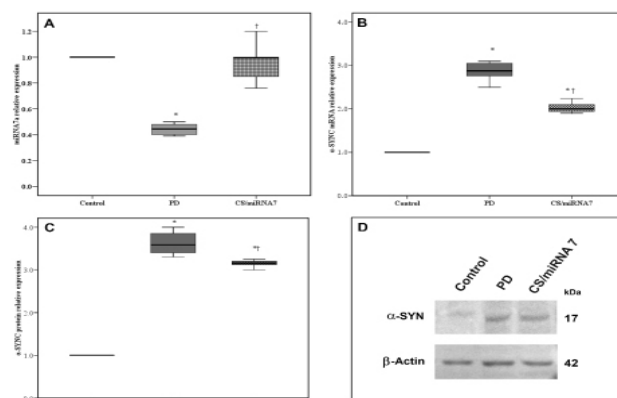 A
miRNA7a relative expression
1.2
1.0
0.8
0.6
0.4
0.2
0.0
*
†
Control PD CS/miRNA7
B
α-SYNC mRNA relative expression
4.0
3.0
2.0
1.0
*
*†
Control PD CS/miRNA7
C
α-SYNC protein relative expression
4.0
3.0
2.0
1.0
*
*†
D
Control PD CS/miRNA 7
kDa
α-SYN 17
β-Actin 42